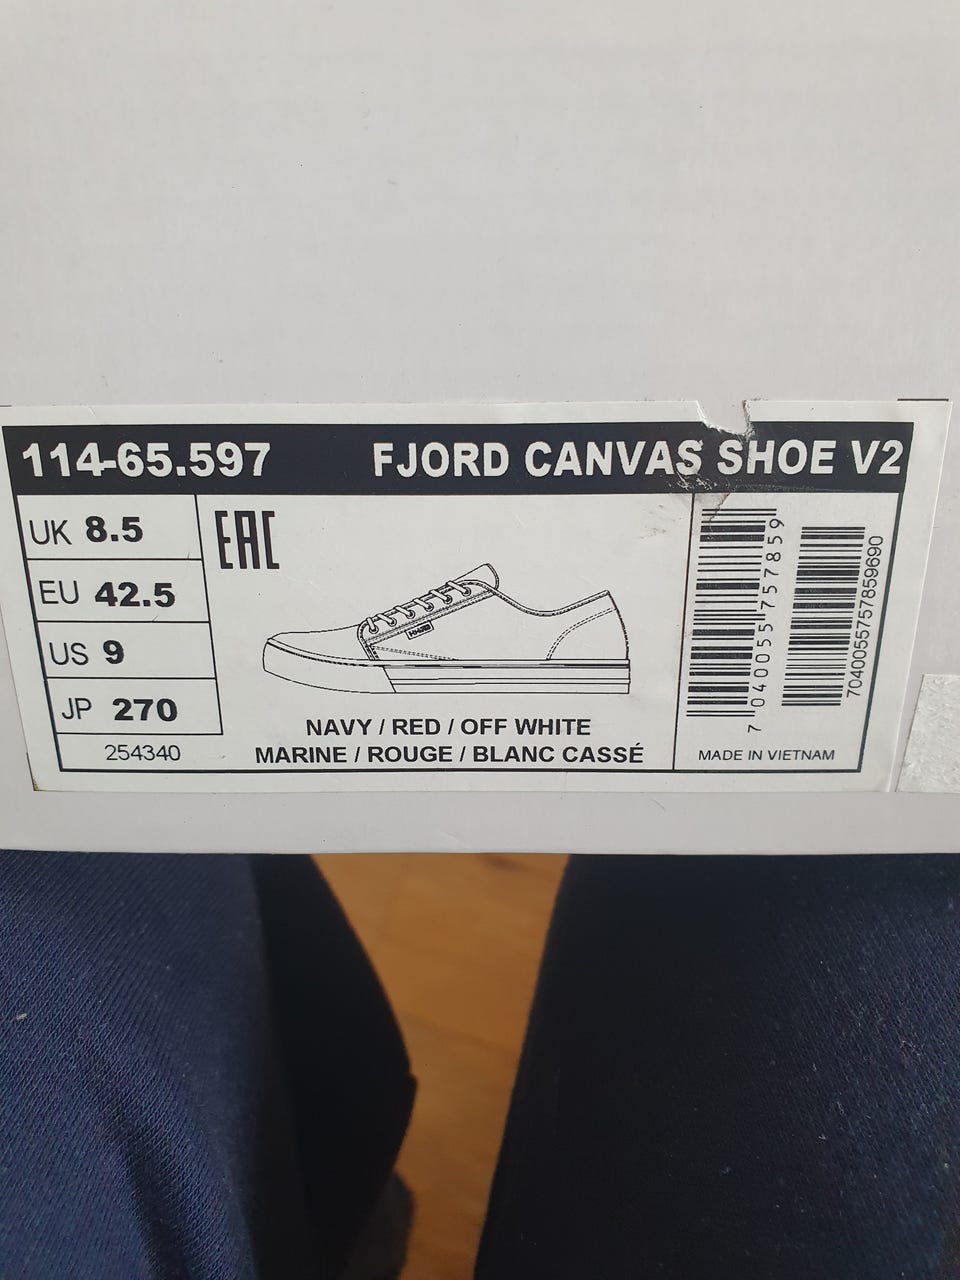 114-65.597 FJORD CANVAS SHOE V2
UK 8.5
EU 42.5
US 9
JP 270
254340
EAC
NAVY / RED / OFF WHITE
MARINE / ROUGE / BLANC CASSÉ
7 040055 757859
7040055757859690
MADE IN VIETNAM